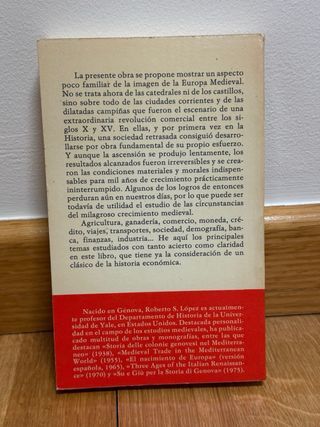 La presente obra se propone mostrar un aspecto
poco familiar de la imagen de la Europa Medieval.
No se trata ahora de las catedrales ni de los castillos,
sino sobre todo de las ciudades corrientes y de las
dilatadas campiñas que fueron el escenario de una
extraordinaria revolución comercial entre los si-
glos X y XV. En ellas, y por primera vez en la
Historia, una sociedad retrasada consiguió desarro-
llarse por obra fundamental de su propio esfuerzo.
Y aunque la ascensión se produjo lentamente, los
resultados alcanzados fueron irreversibles y se crea-
ron las condiciones materiales y morales indispen-
sables para mil años de crecimiento prácticamente
ininterrumpido. Algunos de los logros de entonces
perduran aún en nuestros días, por lo que puede ser
todavía de utilidad el estudio de las circunstancias
del milagroso crecimiento medieval.
Agricultura, ganadería, comercio, moneda, cré-
dito, viajes, transportes, sociedad, demografía, ban-
ca, finanzas, industria... He aquí los principales
temas estudiados con tanto acierto como claridad
en este libro, que tiene ya la consideración de un
clásico de la historia económica.
Nacido en Génova, Roberto S. López es actualmen-
te profesor del Departamento de Historia de la Univer-
sidad de Yale, en Estados Unidos. Destacada personali-
dad en el campo de los estudios medievales, ha publica-
cado multitud de obras y monografías, entre las que
destacan «Storia delle colonie genovesi nel Mediterra-
neo» (1938), «Medieval Trade in the Mediterranean
World» (1955), «El nacimiento de Europa» (versión
española, 1965), «Three Ages of the Italian Renaissan-
ce» (1970) y «Su e Giù per la Storia di Genova» (1975).